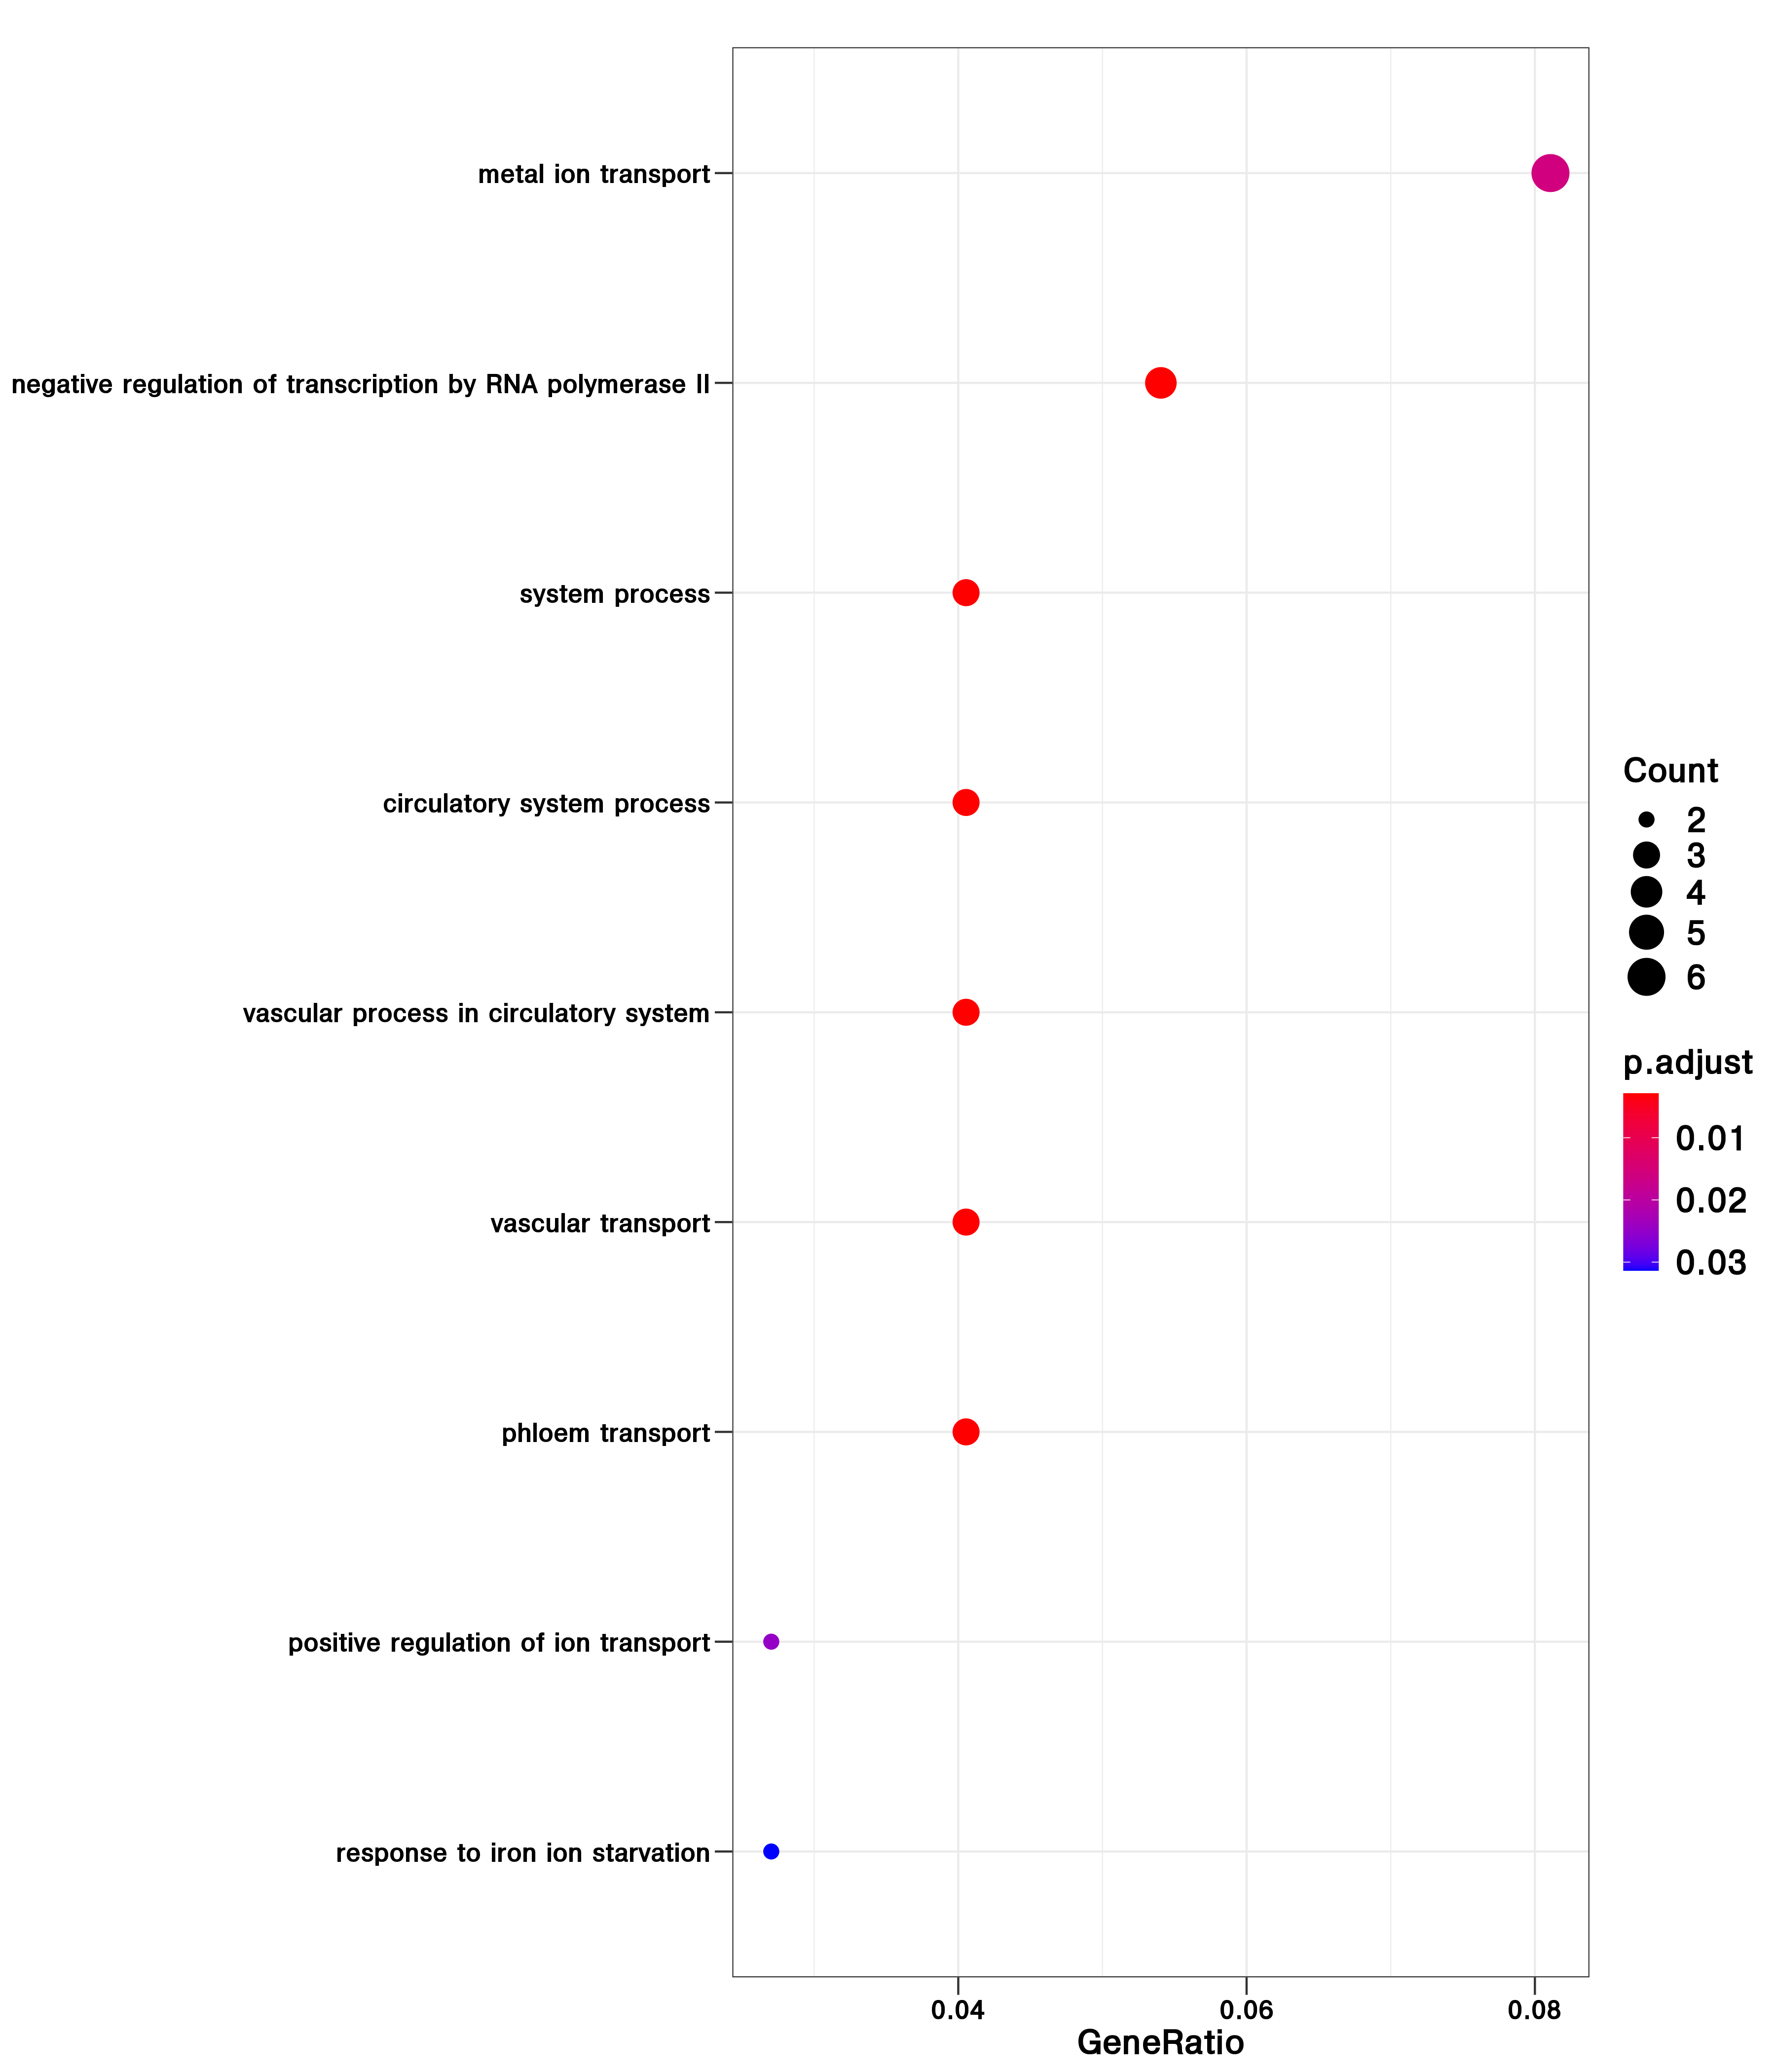 metal ion transport
negative regulation of transcription by RNA polymerase II
system process
circulatory system process
vascular process in circulatory system
vascular transport
phloem transport
positive regulation of ion transport
response to iron ion starvation
0.04
0.06
0.08
GeneRatio
Count
2
3
4
5
6
p.adjust
0.01
0.02
0.03